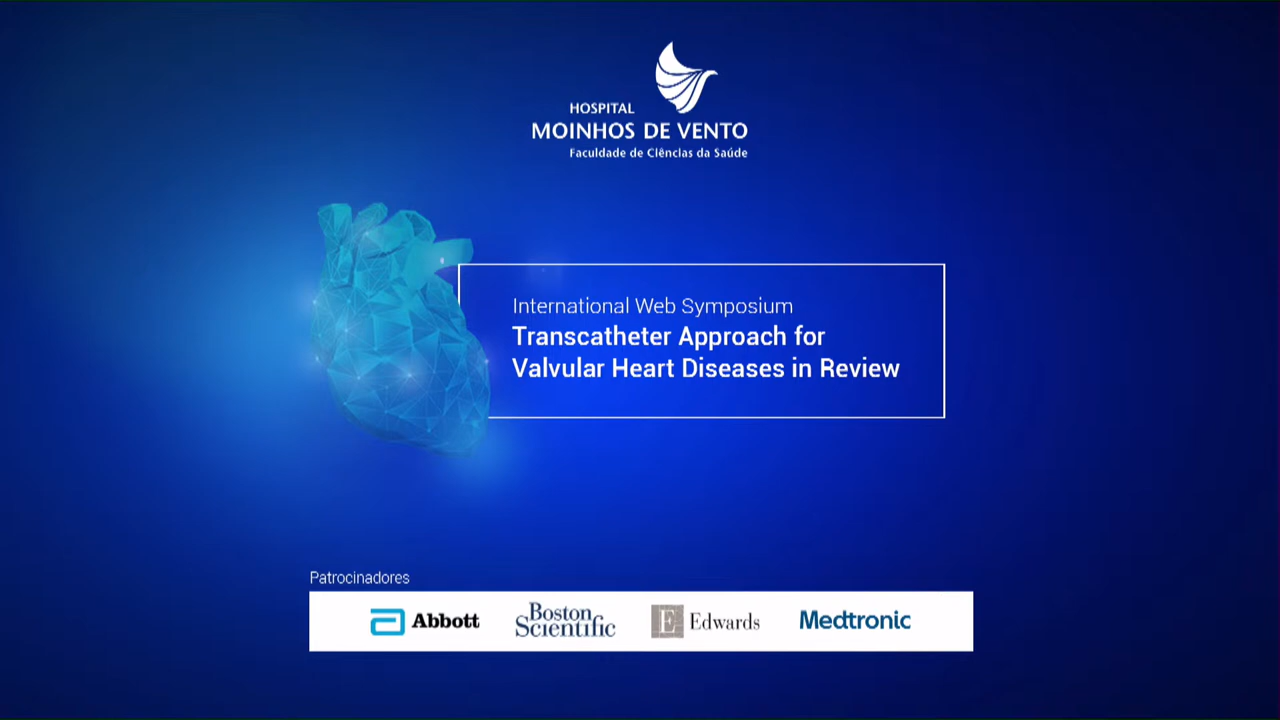 HOSPITAL
MOINHOS DE VENTO
Faculdade de Ciências da Saúde
International Web Symposium
Transcatheter Approach for
Valvular Heart Diseases in Review
Patrocinadores
Abbott
Boston
Scientific
E Edwards
Medtronic